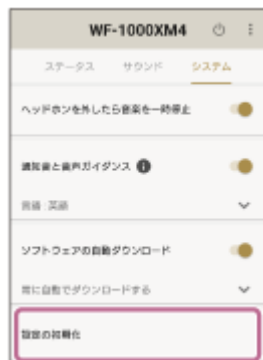 WF-1000XM4
ステータス サウンド システム
ヘッドホンを外したら音楽を一時停止
通知音と音声ガイダンス
言語:英語
ソフトウェアの自動ダウンロード
常に自動でダウンロードする
設定の初期化